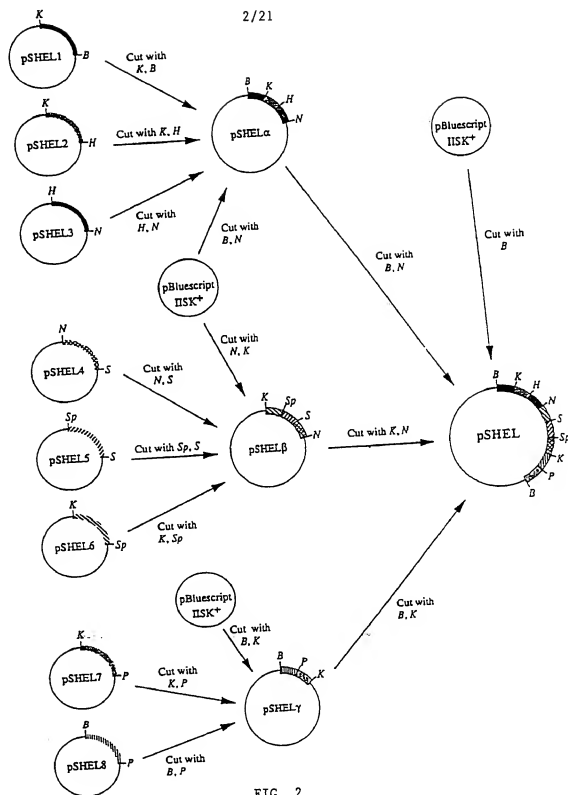 2/21
K
pSHEL1
B
Cut with
K, B
K
pSHEL2
H
Cut with K, H
H
pSHEL3
N
Cut with
H, N
B
K
H
N
pSHELα
pBluescript
IISK+
Cut with
B, N
Cut with
N, K
pBluescript
IISK+
Cut with
B
Cut with
B, N
N
pSHEL4
S
Cut with
N, S
Sp
pSHEL5
S
Cut with Sp, S
K
pSHEL6
Sp
Cut with
K, Sp
K
Sp
S
N
pSHELβ
Cut with K, N
B
K
H
N
S
Sp
K
P
B
pSHEL
pBluescript
IISK+
Cut with
B, K
K
pSHEL7
P
Cut with
K, P
B
pSHEL8
P
Cut with
B, P
B
P
K
pSHELγ
Cut with
B, K
FIG. 2